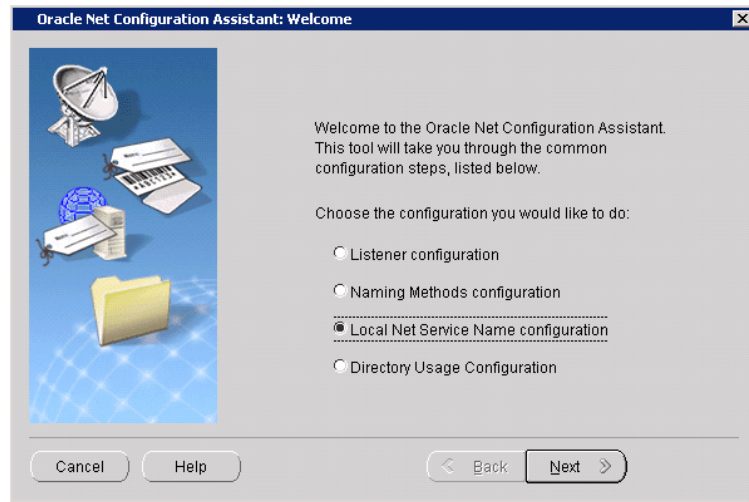 Oracle Net Configuration Assistant: Welcome
Welcome to the Oracle Net Configuration Assistant.
This tool will take you through the common
configuration steps, listed below.
Choose the configuration you would like to do:
Listener configuration
Naming Methods configuration
Local Net Service Name configuration
Directory Usage Configuration
Cancel
Help
Back
Next